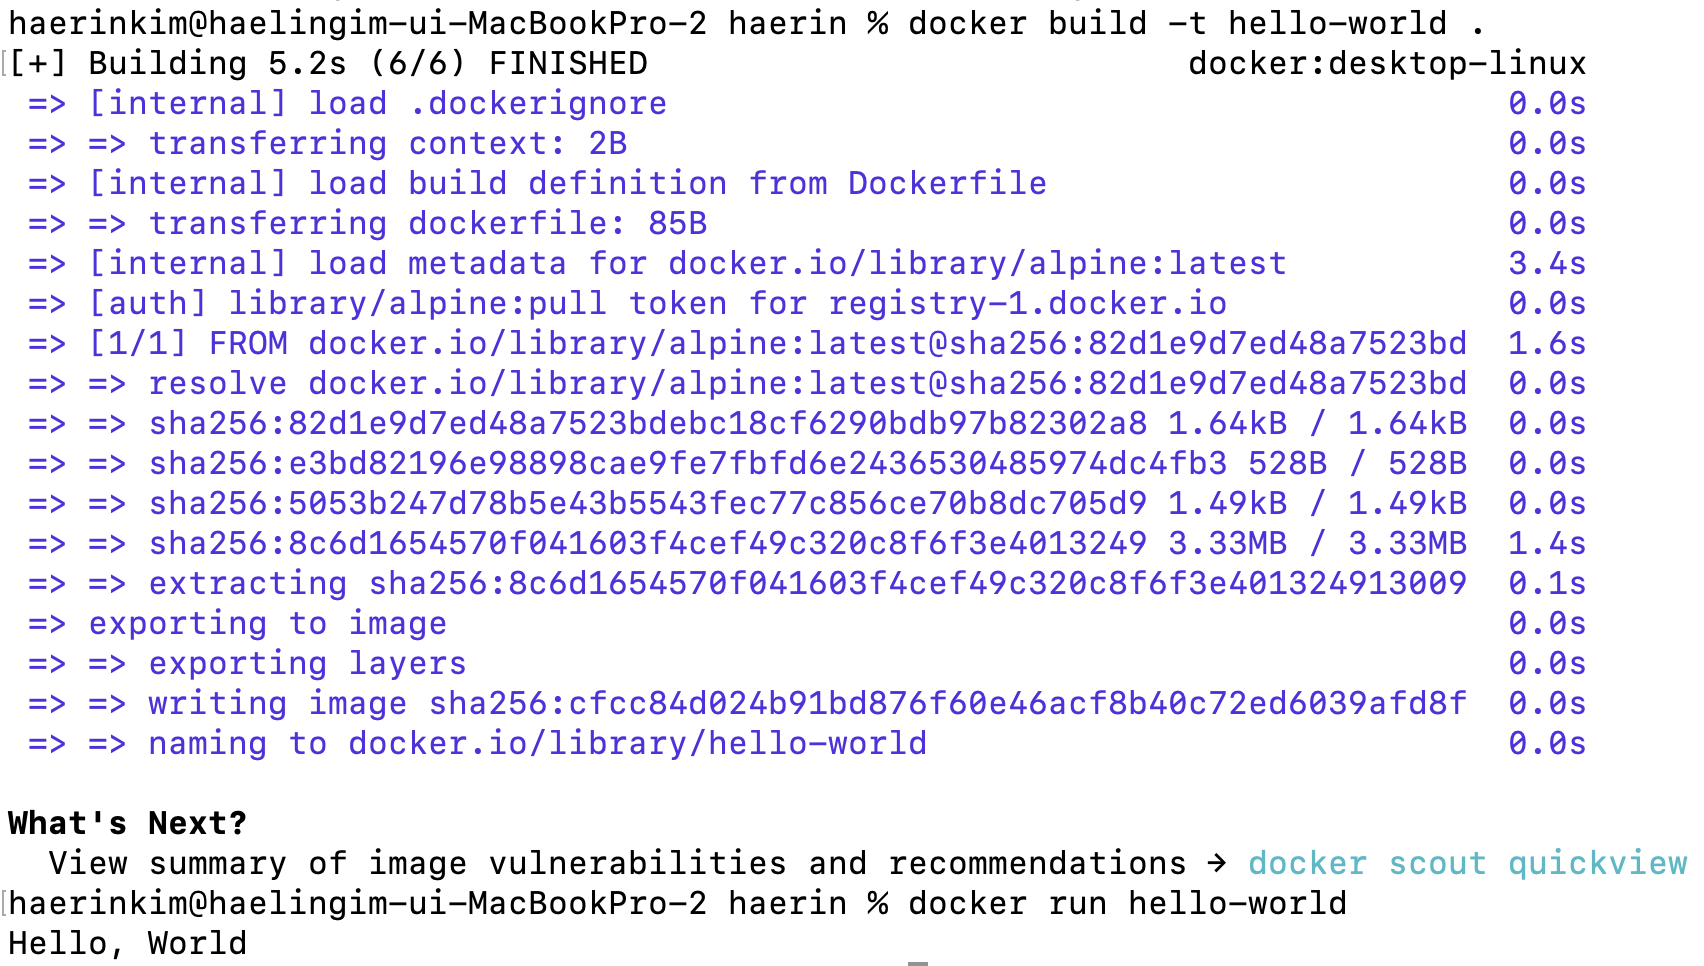 haerinkim@haelingim-ui-MacBookPro-2 haerin % docker build -t hello-world .
[+] Building 5.2s (6/6) FINISHED docker:desktop-linux
=> [internal] load .dockerignore 0.0s
=> => transferring context: 2B 0.0s
=> [internal] load build definition from Dockerfile 0.0s
=> => transferring dockerfile: 85B 0.0s
=> [internal] load metadata for docker.io/library/alpine:latest 3.4s
=> [auth] library/alpine:pull token for registry-1.docker.io 0.0s
=> [1/1] FROM docker.io/library/alpine:latest@sha256:82d1e9d7ed48a7523bd 1.6s
=> => resolve docker.io/library/alpine:latest@sha256:82d1e9d7ed48a7523bd 0.0s
=> => sha256:82d1e9d7ed48a7523bdebc18cf6290bdb97b82302a8 1.64kB / 1.64kB 0.0s
=> => sha256:e3bd82196e98898cae9fe7fbfd6e2436530485974dc4fb3 528B / 528B 0.0s
=> => sha256:5053b247d78b5e43b5543fec77c856ce70b8dc705d9 1.49kB / 1.49kB 0.0s
=> => sha256:8c6d1654570f041603f4cef49c320c8f6f3e4013249 3.33MB / 3.33MB 1.4s
=> => extracting sha256:8c6d1654570f041603f4cef49c320c8f6f3e401324913009 0.1s
=> exporting to image 0.0s
=> => exporting layers 0.0s
=> => writing image sha256:cfcc84d024b91bd876f60e46acf8b40c72ed6039afd8f 0.0s
=> => naming to docker.io/library/hello-world 0.0s
What's Next?
View summary of image vulnerabilities and recommendations → docker scout quickview
haerinkim@haelingim-ui-MacBookPro-2 haerin % docker run hello-world
Hello, World